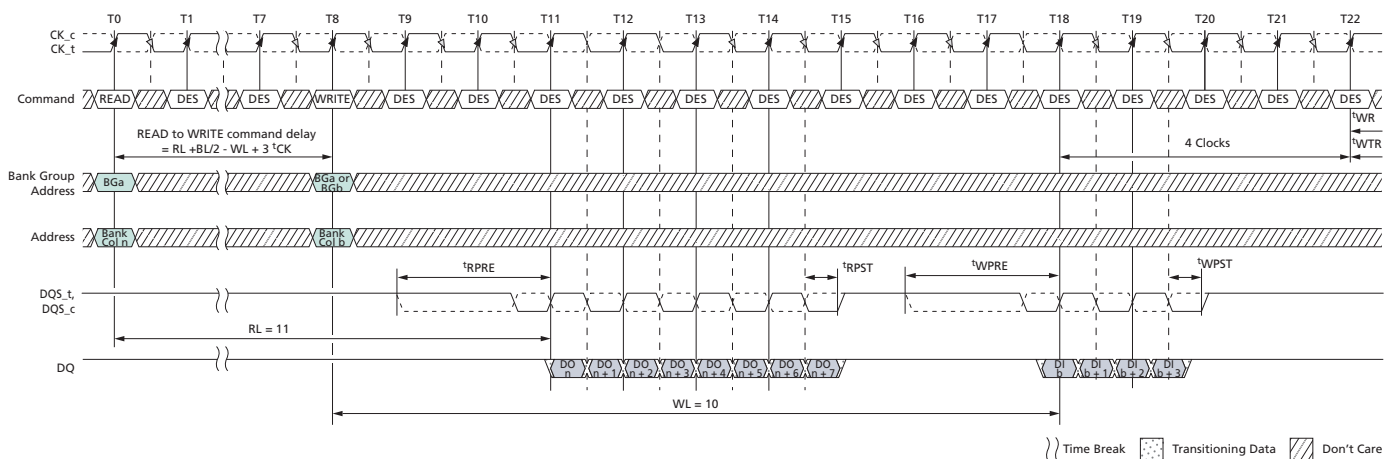 T0 T1 T7 T8 T9 T10 T11 T12 T13 T14 T15 T16 T17 T18 T19 T20 T21 T22
CK_c
CK_t
Command READ DES DES WRITE DES DES DES DES DES DES DES DES DES DES DES DES DES DES
tWR
READ to WRITE command delay
= RL +BL/2 - WL + 3 tCK
4 Clocks
tWTR
Bank Group
Address
BGa
BGa or
BGb
Address
Bank
Col n
Bank
Col b
tRPRE tRPST tWPRE tWPST
DQS_t,
DQS_c
RL = 11
DQ
DO
n
DO
n + 1
DO
n + 2
DO
n + 3
DO
n + 4
DO
n + 5
DO
n + 6
DO
n + 7
DI
b
DI
b + 1
DI
b + 2
DI
b + 3
WL = 10
Time Break Transitioning Data Don't Care